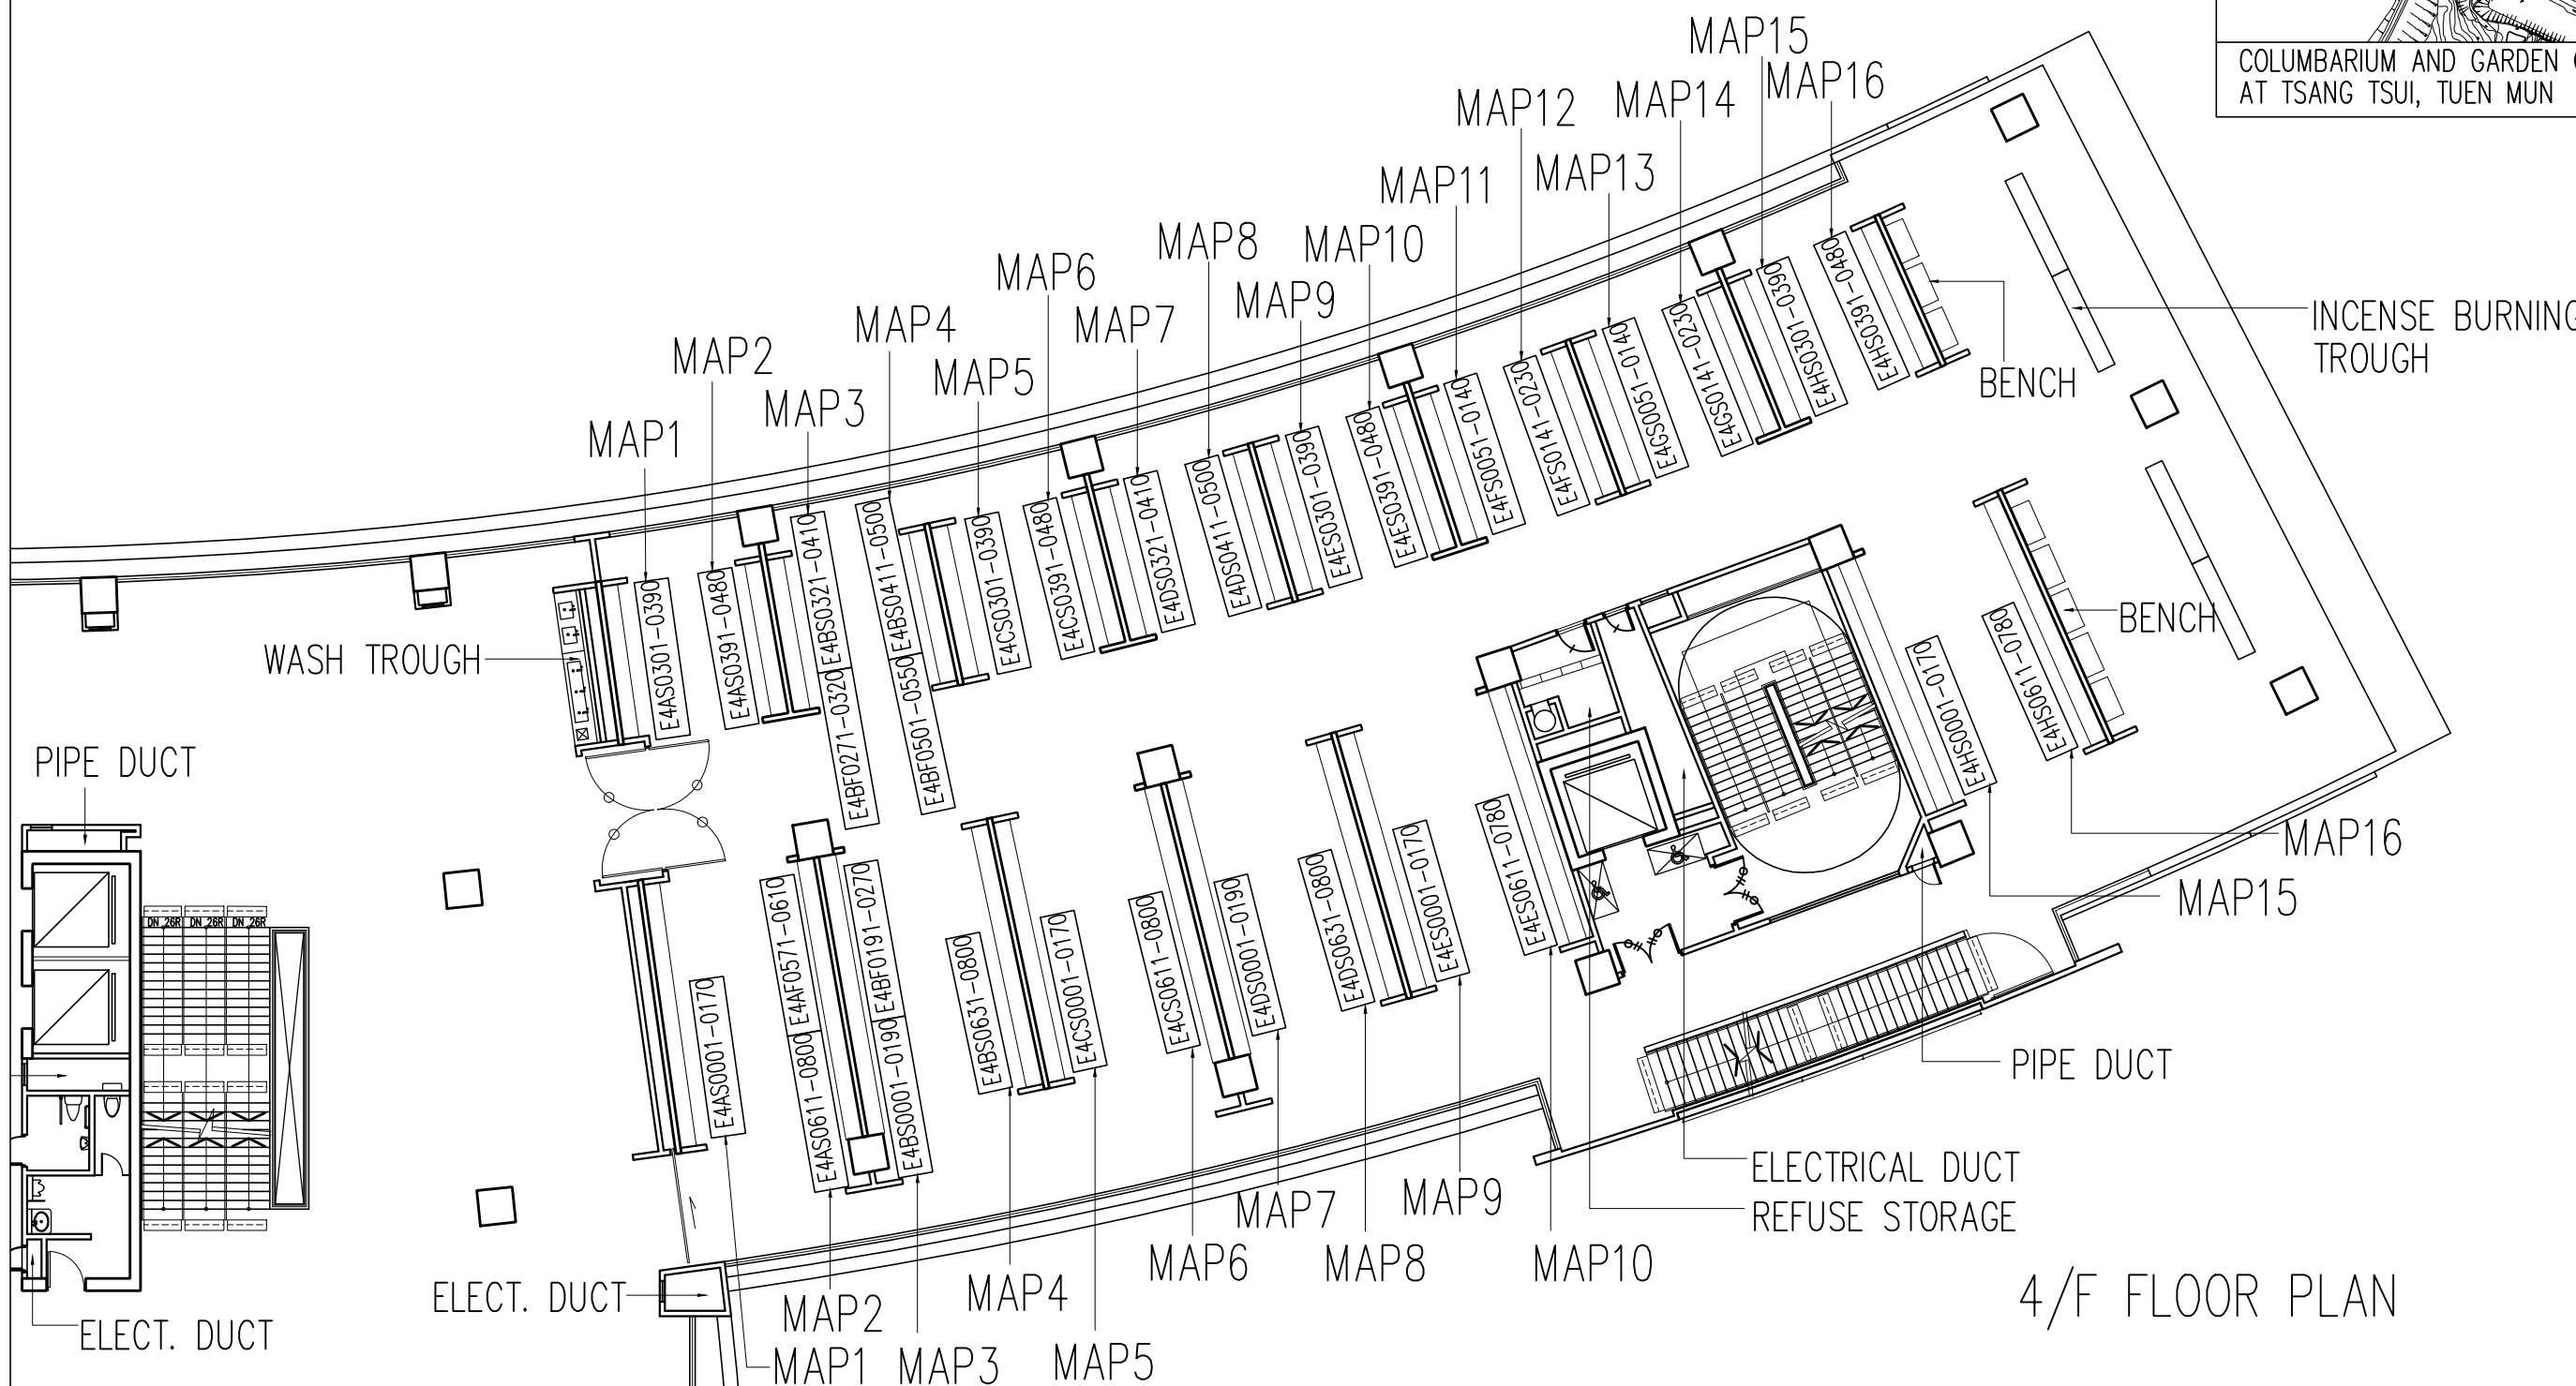 COLUMBARIUM AND GARDEN
AT TSANG TSUI, TUEN MUN
MAP15
MAP16
MAP14
MAP12
MAP13
MAP11
MAP10
MAP8
MAP9
MAP6
MAP7
MAP4
MAP5
MAP2
MAP3
MAP1
E4AS0301-0390
E4AS0391-0480
E4BS0321-0410
E4BF0271-0320
E4BS0411-0500
E4BF0501-0550
E4CS0301-0390
E4CS0391-0480
E4DS0321-0410
E4DS0411-0500
E4ES0301-0390
E4ES0391-0480
E4FS0051-0140
E4FS0141-0230
E4GS0051-0140
E4GS0141-0230
E4HS0301-0390
E4HS0391-0480
INCENSE BURNING
TROUGH
BENCH
BENCH
WASH TROUGH
PIPE DUCT
DN 26R
DN 26R
DN 26R
E4AS0001-0170
E4AF0571-0610
E4AS0611-0800
E4BF0191-0270
E4BS0001-0190
E4BS0631-0800
E4CS0001-0170
E4CS0611-0800
E4DS0001-0190
E4DS0631-0800
E4ES0001-0170
E4ES0611-0780
E4HS0001-0170
E4HS0611-0780
MAP16
MAP15
PIPE DUCT
ELECTRICAL DUCT
REFUSE STORAGE
MAP10
MAP9
MAP8
MAP7
MAP6
MAP4
MAP5
MAP2
MAP1
MAP3
ELECT. DUCT
ELECT. DUCT
4/F FLOOR PLAN